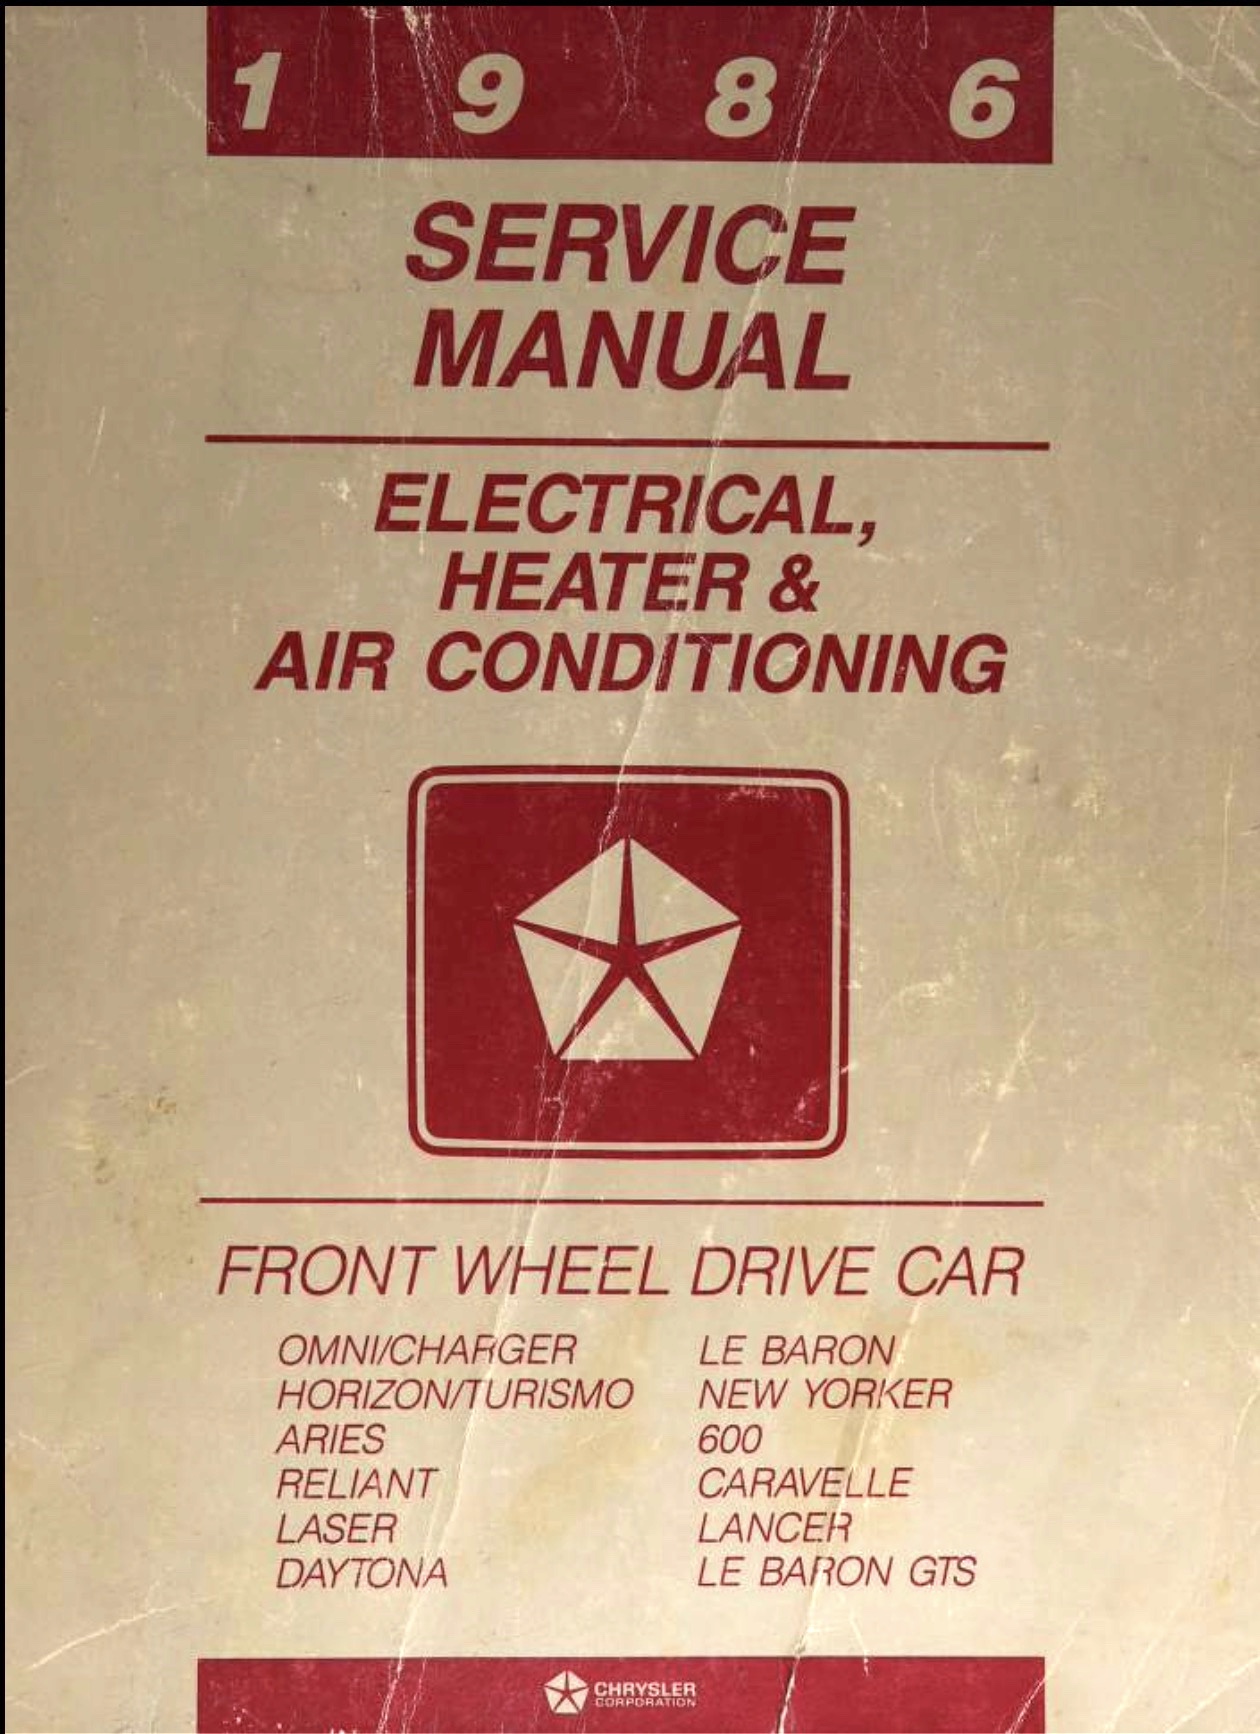 1 9 8 6
SERVICE
MANUAL
ELECTRICAL,
HEATER &
AIR CONDITIONING
FRONT WHEEL DRIVE CAR
OMNI/CHARGER
HORIZON/TURISMO
ARIES
RELIANT
LASER
DAYTONA
LE BARON
NEW YORKER
600
CARAVELLE
LANCER
LE BARON GTS
CHRYSLER
CORPORATION